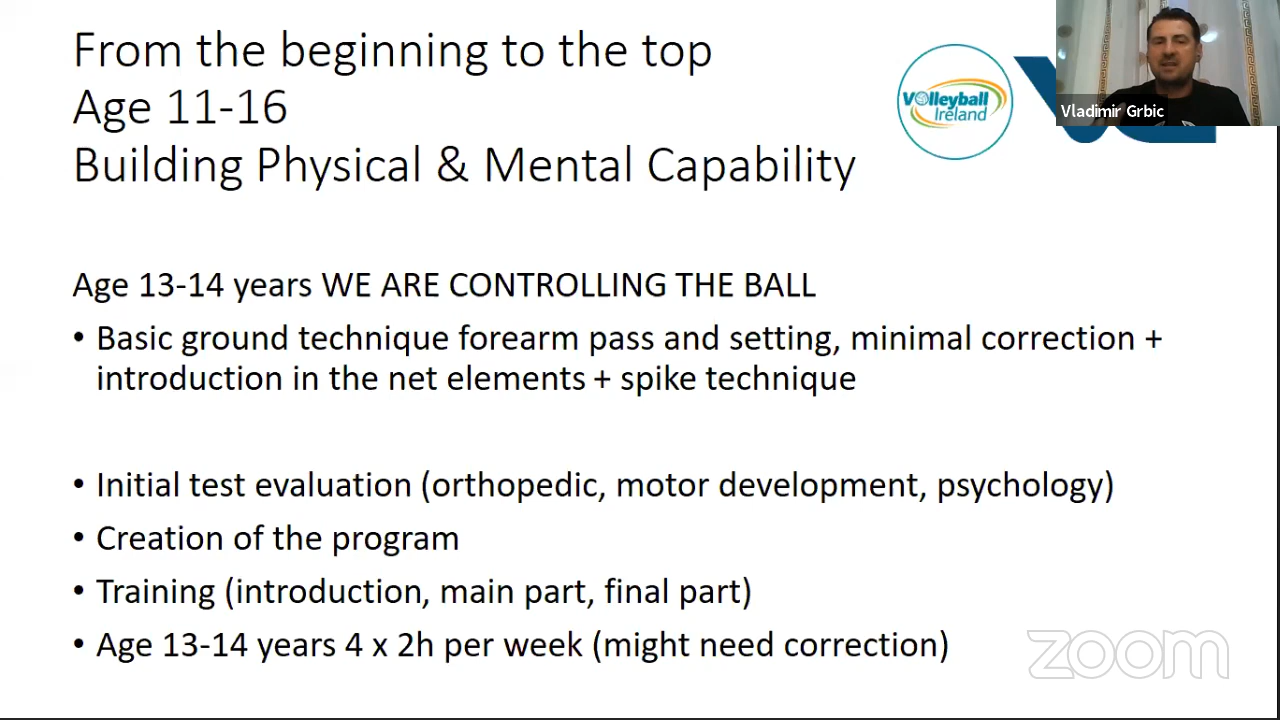 From the beginning to the top
Age 11-16
Building Physical & Mental Capability
Volleyball
Ireland
Vladimir Grbic
Age 13-14 years WE ARE CONTROLLING THE BALL
• Basic ground technique forearm pass and setting, minimal correction +
introduction in the net elements + spike technique
• Initial test evaluation (orthopedic, motor development, psychology)
• Creation of the program
• Training (introduction, main part, final part)
• Age 13-14 years 4 x 2h per week (might need correction)
zoom